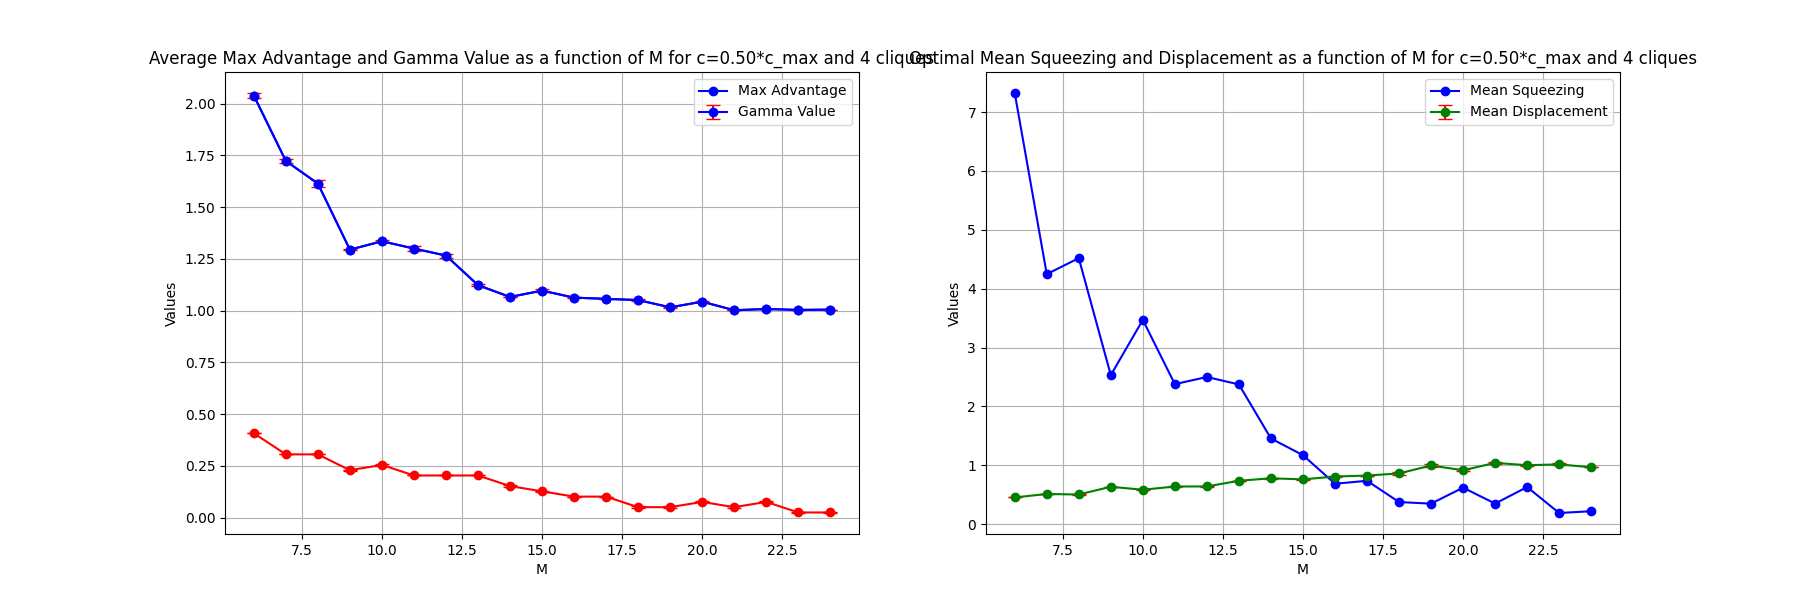 Average Max Advantage and Gamma Value as a function of M for c=0.50*c_max and 4 cliques
Max Advantage
Gamma Value
2.00
1.75
1.50
1.25
1.00
0.75
0.50
0.25
0.00
Values
7.5 10.0 12.5 15.0 17.5 20.0 22.5
M
Optimal Mean Squeezing and Displacement as a function of M for c=0.50*c_max and 4 cliques
Mean Squeezing
Mean Displacement
7
6
5
4
3
2
1
0
Values
7.5 10.0 12.5 15.0 17.5 20.0 22.5
M